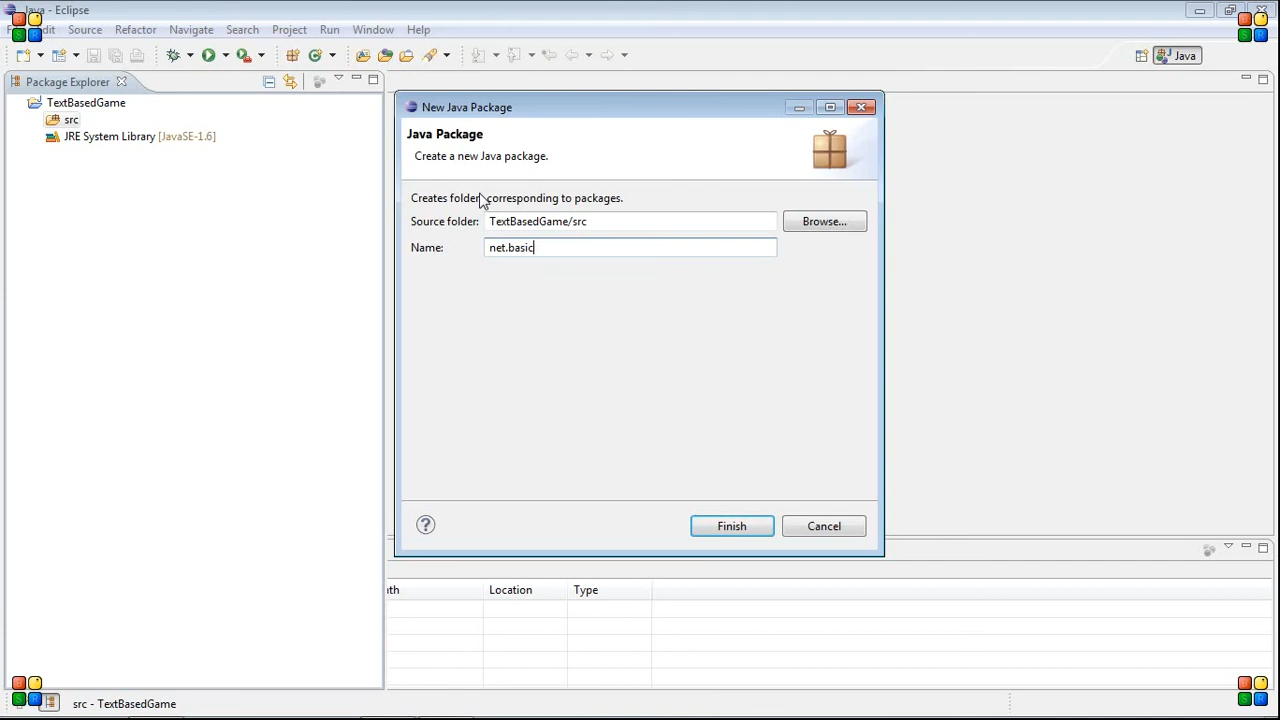 Java - Eclipse
Edit Source Refactor Navigate Search Project Run Window Help
Java
Package Explorer
TextBasedGame
src
JRE System Library [JavaSE-1.6]
New Java Package
Java Package
Create a new Java package.
Creates folder corresponding to packages.
Source folder: TextBasedGame/src Browse...
Name: net.basic
Finish Cancel
Location Type
src - TextBasedGame
B
S R
B
S R
B
S R
B
S R